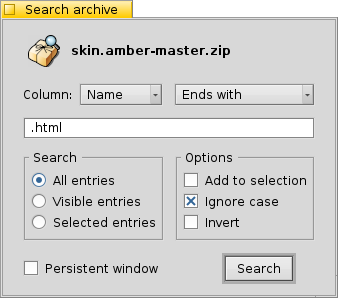 Search archive
skin.amber-master.zip
Column: Name Ends with
.html
Search Options
All entries Add to selection
Visible entries Ignore case
Selected entries Invert
Persistent window Search